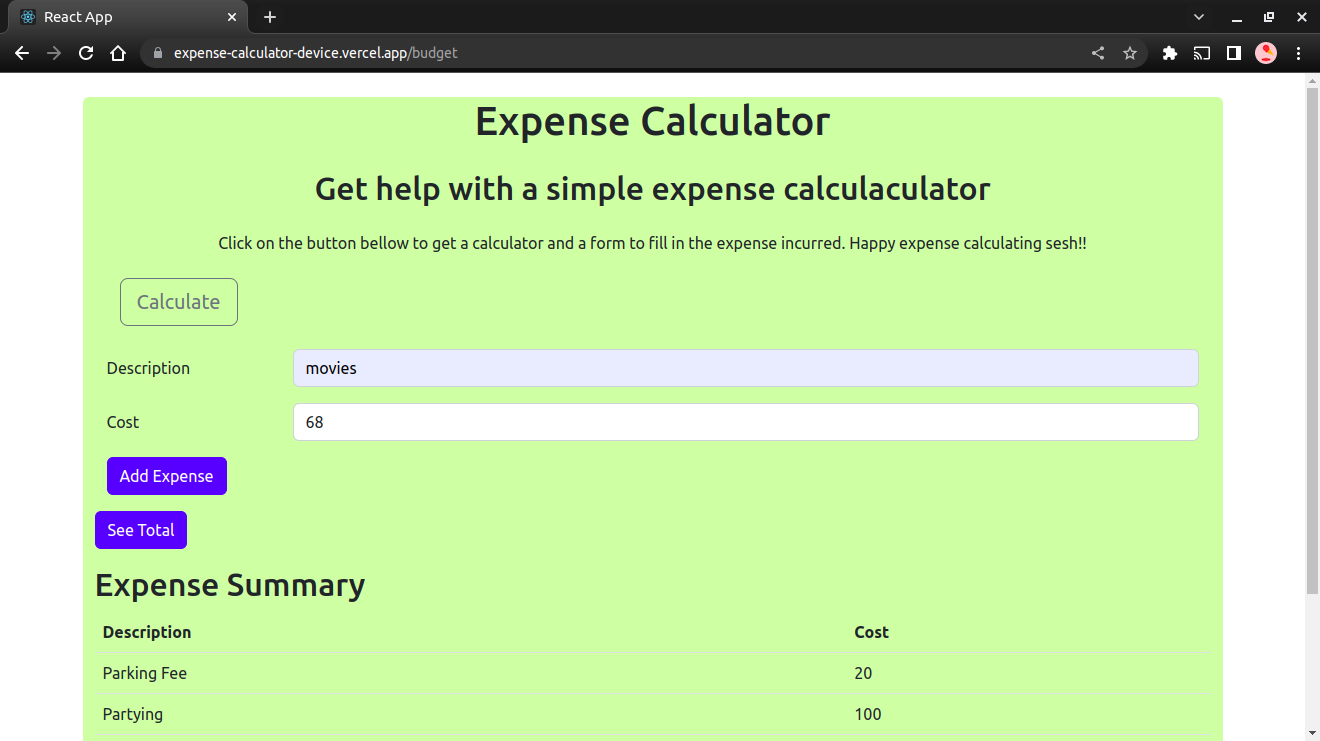 React App
expense-calculator-device.vercel.app/budget
Expense Calculator
Get help with a simple expense calculaculator
Click on the button bellow to get a calculator and a form to fill in the expense incurred. Happy expense calculating sesh!!
Calculate
Description movies
Cost 68
Add Expense
See Total
Expense Summary
Description Cost
Parking Fee 20
Partying 100